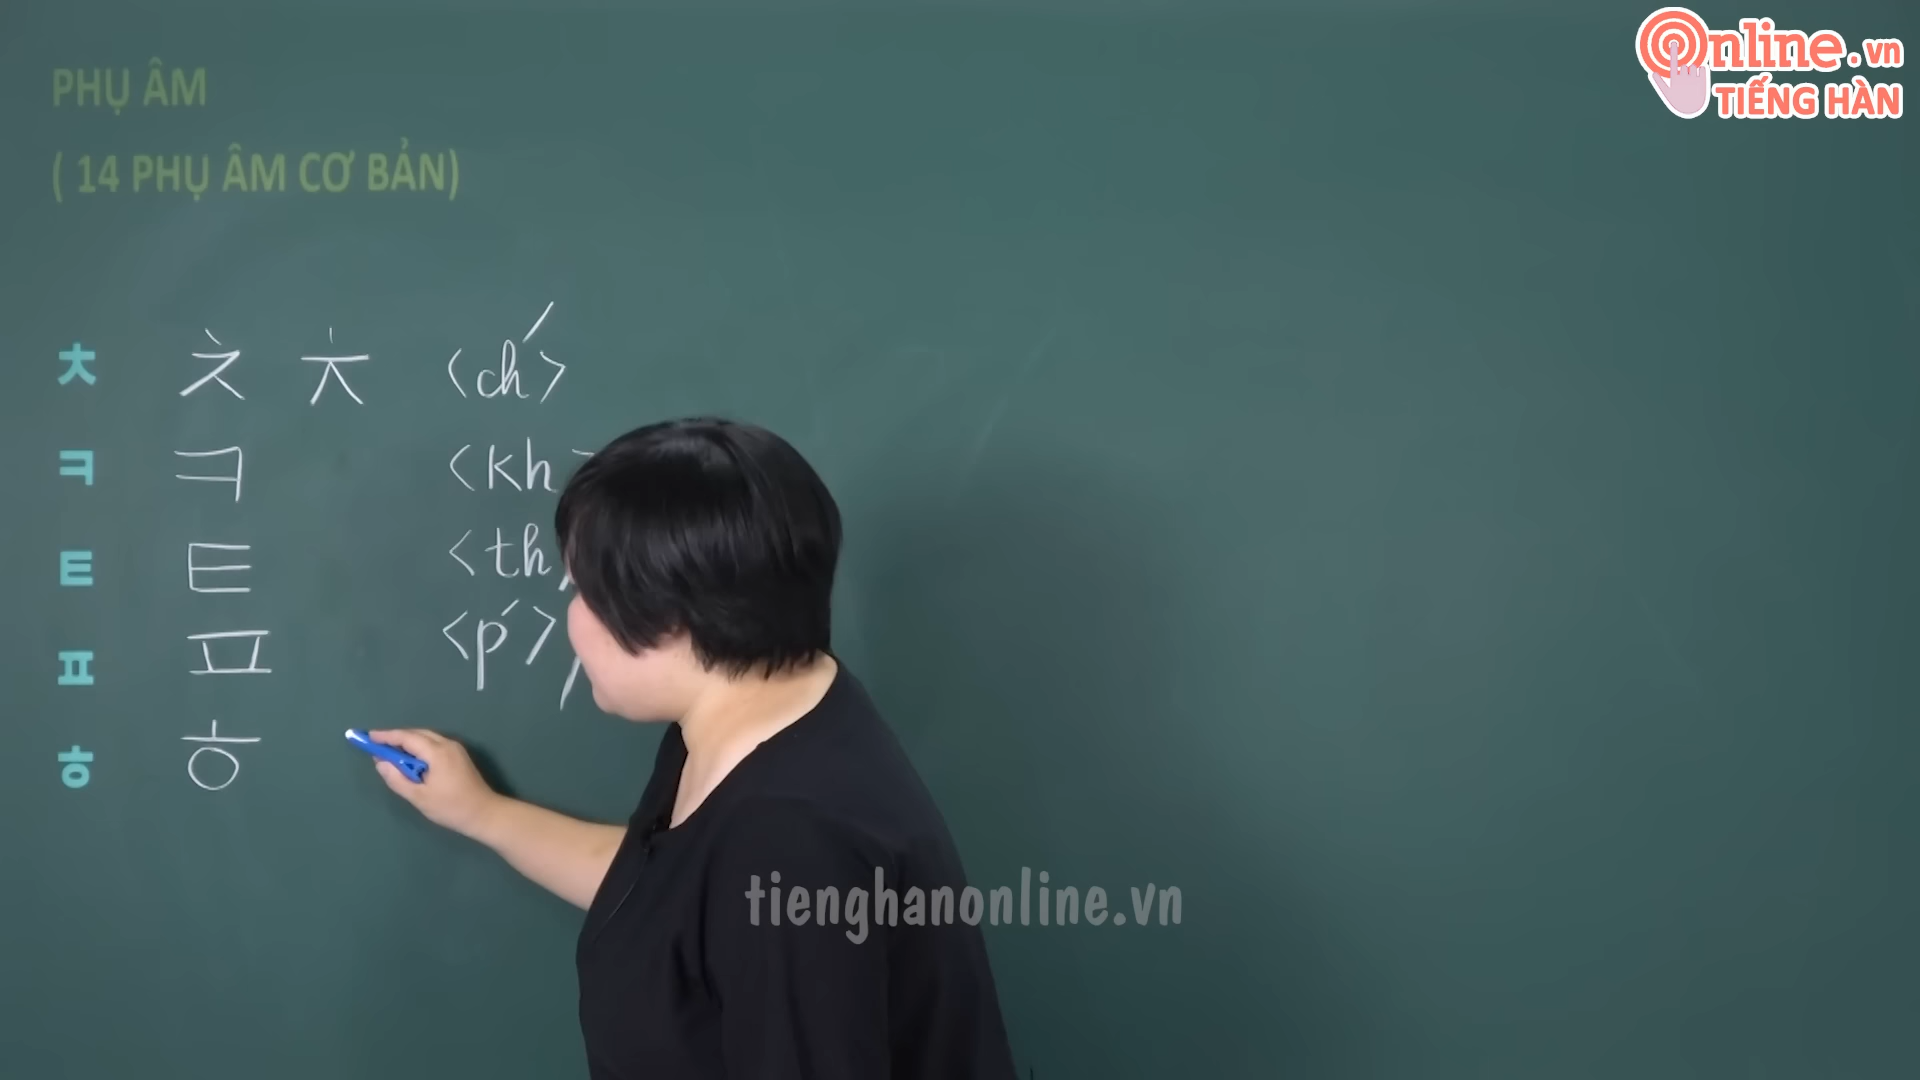 Online.vn
TIẾNG HÀN
PHỤ ÂM
( 14 PHỤ ÂM CƠ BẢN)
ㅊ ㅊ ㅊ <ch́>
ㅋ ㅋ <kh
ㅌ ㅌ <th
ㅍ ㅍ <ṕ>
ㅎ ㅎ
tienghanonline.vn